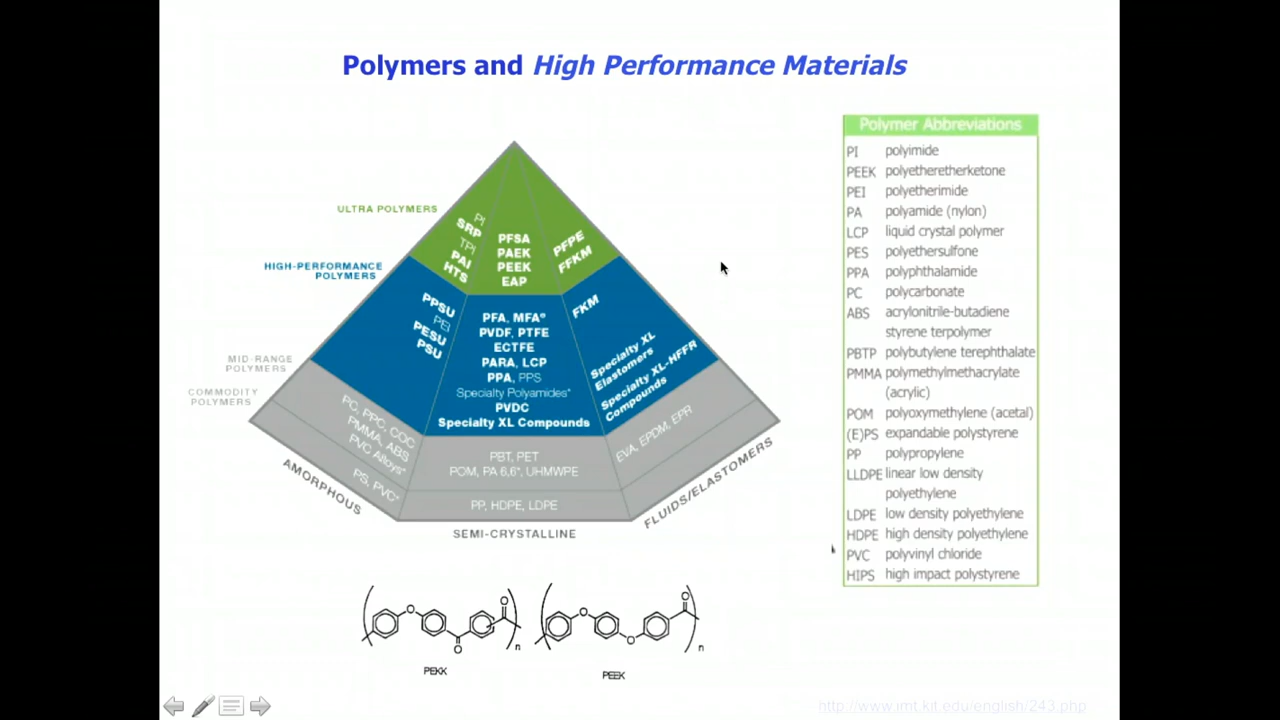 Polymers and High Performance Materials
ULTRA POLYMERS
HIGH-PERFORMANCE
POLYMERS
MID-RANGE
POLYMERS
COMMODITY
POLYMERS
PI
SRP
TPI
PAI
HTS
PFSA
PAEK
PEEK
EAP
PFPE
FFKM
PPSU
PEI
PESU
PSU
PFA, MFA®
PVDF, PTFE
ECTFE
PARA, LCP
PPA, PPS
Specialty Polyamides*
PVDC
Specialty XL Compounds
FKM
Specialty XL
Elastomers
Specialty XL-HFFR
Compounds
PC, PPC, COC
PMMA, ABS
PVC Alloys*
PS, PVC*
PBT, PET
POM, PA 6,6*, UHMWPE
PP, HDPE, LDPE
EVA, EPDM, EPR
AMORPHOUS
SEMI-CRYSTALLINE
FLUIDS/ELASTOMERS
Polymer Abbreviations
PI polyimide
PEEK polyetheretherketone
PEI polyetherimide
PA polyamide (nylon)
LCP liquid crystal polymer
PES polyethersulfone
PPA polyphthalamide
PC polycarbonate
ABS acrylonitrile-butadiene
styrene terpolymer
PBTP polybutylene terephthalate
PMMA polymethylmethacrylate
(acrylic)
POM polyoxymethylene (acetal)
(E)PS expandable polystyrene
PP polypropylene
LLDPE linear low density
polyethylene
LDPE low density polyethylene
HDPE high density polyethylene
PVC polyvinyl chloride
HIPS high impact polystyrene
O
O
O
n
PEKK
O
O
O
n
PEEK
http://www.imt.kit.edu/english/243.php